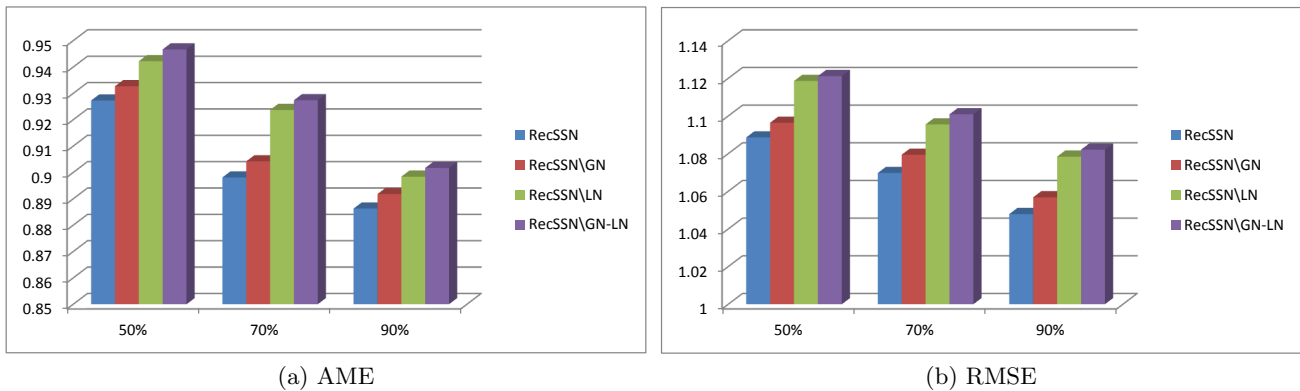 0.95
0.94
0.93
0.92
0.91
0.9
0.89
0.88
0.87
0.86
0.85
50% 70% 90%
RecSSN
RecSSN\GN
RecSSN\LN
RecSSN\GN-LN
(a) AME
1.14
1.12
1.1
1.08
1.06
1.04
1.02
1
50% 70% 90%
RecSSN
RecSSN\GN
RecSSN\LN
RecSSN\GN-LN
(b) RMSE